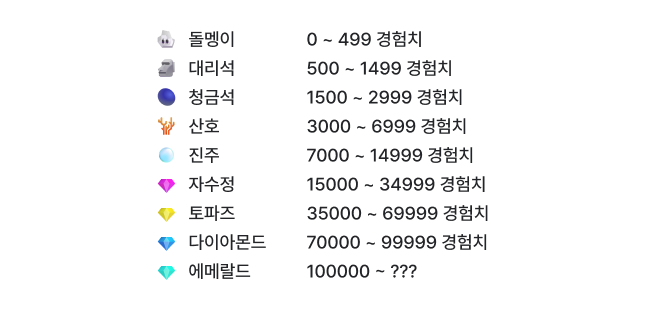 돌멩이 0 ~ 499 경험치
대리석 500 ~ 1499 경험치
청금석 1500 ~ 2999 경험치
산호 3000 ~ 6999 경험치
진주 7000 ~ 14999 경험치
자수정 15000 ~ 34999 경험치
토파즈 35000 ~ 69999 경험치
다이아몬드 70000 ~ 99999 경험치
에메랄드 100000 ~ ???